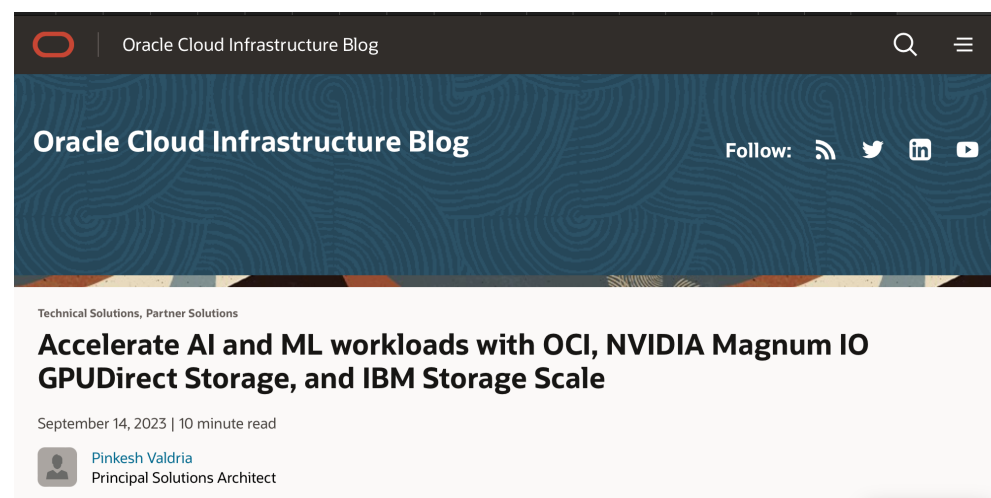 Oracle Cloud Infrastructure Blog
Oracle Cloud Infrastructure Blog
Follow:
Technical Solutions, Partner Solutions
Accelerate AI and ML workloads with OCI, NVIDIA Magnum IO
GPUDirect Storage, and IBM Storage Scale
September 14, 2023 | 10 minute read
Pinkesh Valdria
Principal Solutions Architect